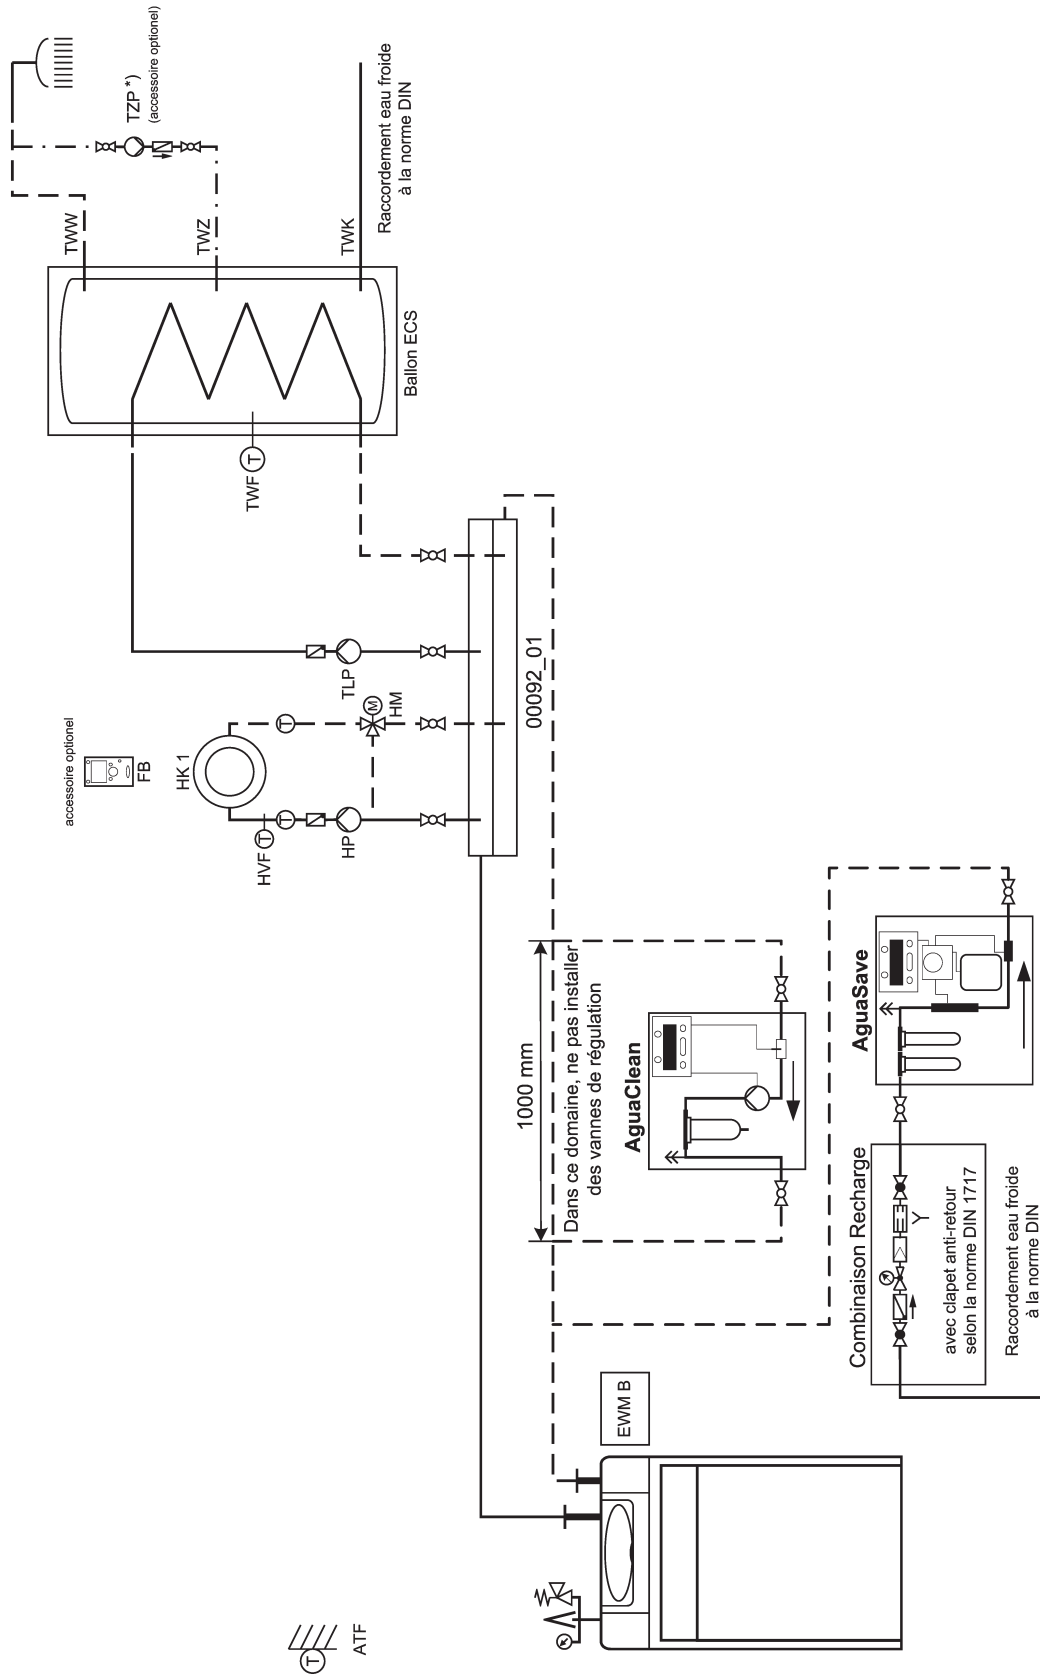 ATF
T
EWM B
Combinaison Recharge
avec clapet anti-retour
selon la norme DIN 1717
Raccordement eau froide
à la norme DIN
AguaSave
1000 mm
Dans ce domaine, ne pas installer
des vannes de régulation
AguaClean
00092_01
accessoire optionel
FB
HK 1
HVF
T
T
T
HP
M
HM
TLP
TWF
T
Ballon ECS
TWW
TWZ
TWK
TZP *)
(accessoire optionel)
Raccordement eau froide
à la norme DIN